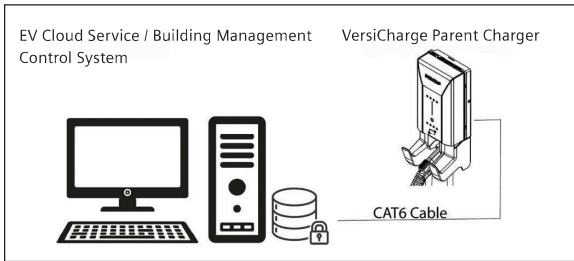 EV Cloud Service / Building Management
Control System
VersiCharge Parent Charger
CAT6 Cable